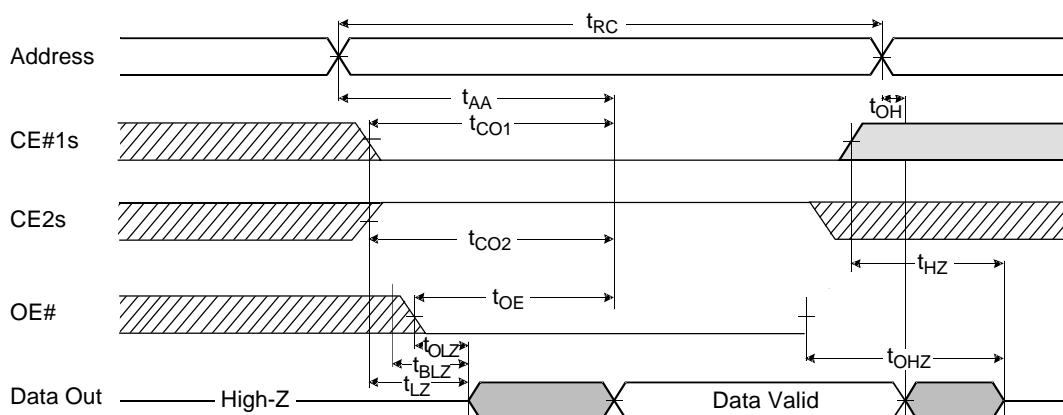 tRC
Address
tAA
tOH
CE#1s
tCO1
CE2s
tCO2
tHZ
OE#
tOE
tOLZ
tOHZ
tBLZ
tLZ
Data Out
High-Z
Data Valid